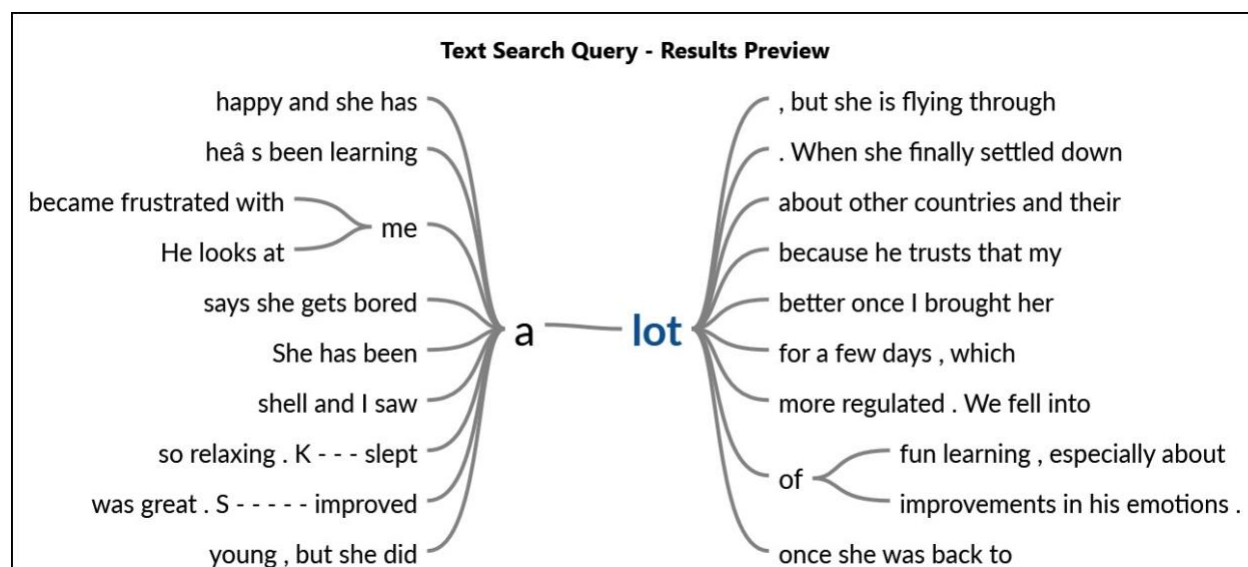 Text Search Query - Results Preview
happy and she has
heâ s been learning
became frustrated with
He looks at
me
says she gets bored
She has been
shell and I saw
so relaxing . K - - - slept
was great . S - - - - - improved
young , but she did
a
lot
, but she is flying through
. When she finally settled down
about other countries and their
because he trusts that my
better once I brought her
for a few days , which
more regulated . We fell into
of
fun learning , especially about
improvements in his emotions .
once she was back to